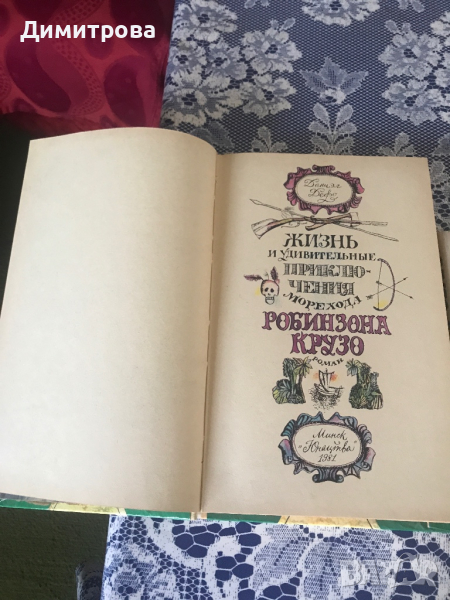 Димитрова
Даниэль
Дефо
ЖИЗНЬ
И УДИВИТЕЛЬНЫЕ
ПРИКЛЮ-
ЧЕНИЯ
МОРЕХОДА
РОБИНЗОНА
КРУЗО
РОМАН
Минск
„Юнацтва"
1981